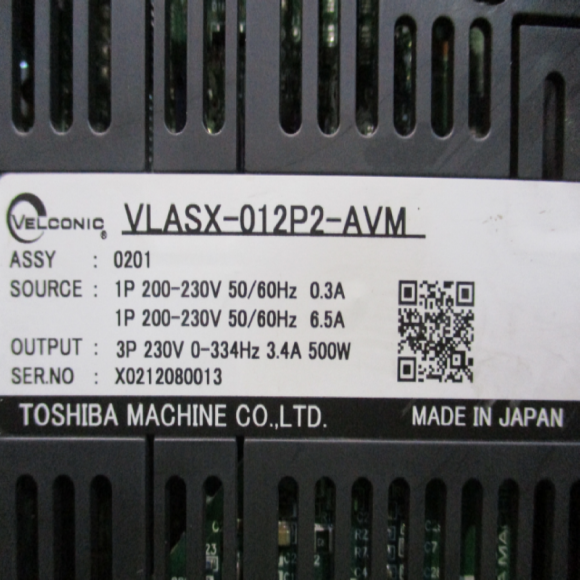 VELCONIC® VLASX-012P2-AVM
ASSY : 0201
SOURCE : 1P 200-230V 50/60Hz 0.3A
1P 200-230V 50/60Hz 6.5A
OUTPUT : 3P 230V 0-334Hz 3.4A 500W
SER.NO : X0212080013
TOSHIBA MACHINE CO.,LTD. MADE IN JAPAN